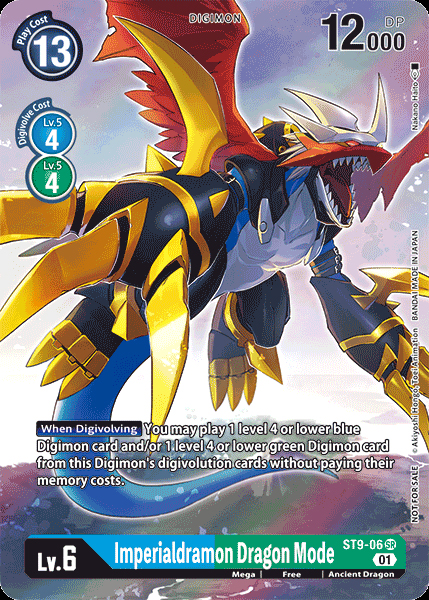 DIGIMON
Play Cost
13
DP
12000
Digivolve Cost
Lv.5
4
Lv.5
4
Nakano Haito
© Akiyoshi Hongo, Toei Animation BANDAI MADE IN JAPAN
NOT FOR SALE
When Digivolving You may play 1 level 4 or lower blue
Digimon card and/or 1 level 4 or lower green Digimon card
from this Digimon's digivolution cards without paying their
memory costs.
Lv.6
Imperialdramon Dragon Mode
ST9-06 SR
01
Mega | Free | Ancient Dragon